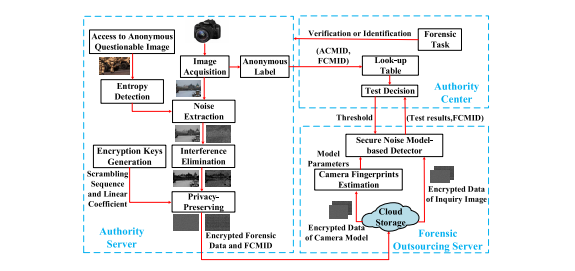 Access to Anonymous
Questionable Image
Entropy
Detection
Encryption Keys
Generation
Scrambling
Sequence
and Linear
Coefficient
Authority
Server
Image
Acquisition
Anonymous
Label
Noise
Extraction
Interference
Elimination
Privacy-
Preserving
Encrypted Forensic
Data and FCMID
Verification or Identification
Forensic
Task
(ACMID,
FCMID)
Look-up
Table
Test Decision
Authority
Center
Threshold
(Test results,FCMID)
Secure Noise Model-
based Detector
Model
Parameters
Camera Fingerprints
Estimation
Encrypted Data
of Inquiry Image
Encrypted Data
of Camera Model
Cloud
Storage
Forensic
Outsourcing Server